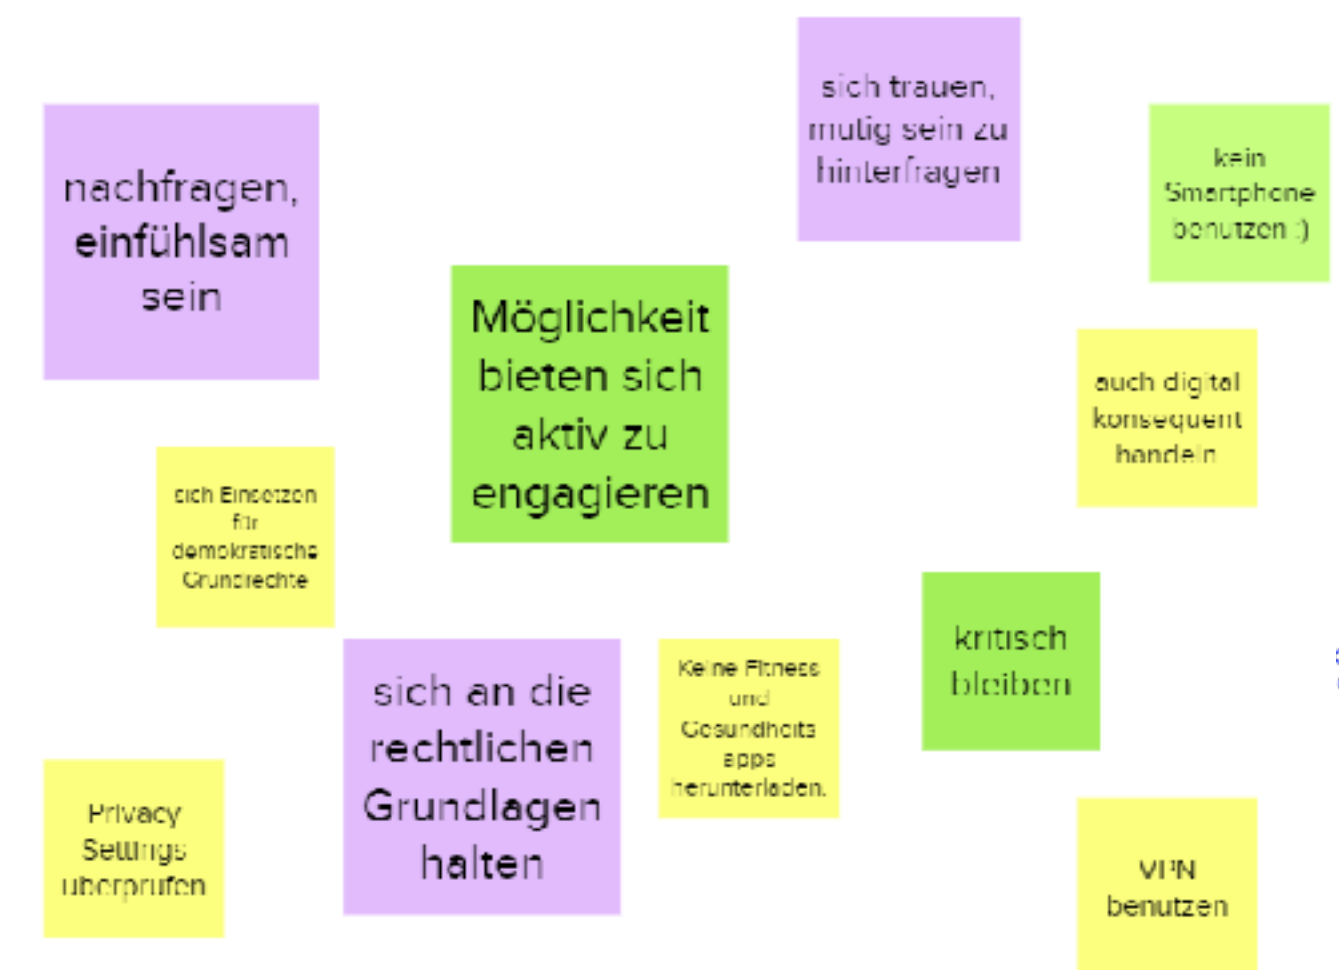 sich trauen,
mutig sein zu
hinterfragen
nachfragen,
einfühlsam
sein
kein
Smartphone
benutzen :)
Möglichkeit
bieten sich
aktiv zu
engagieren
auch digital
konsequent
handeln
sich Einsetzen
für
demokratische
Grundrechte
kritisch
bleiben
sich an die
rechtlichen
Grundlagen
halten
Keine Fitness
und
Gesundheits
apps
herunterladen.
Privacy
Settings
überprüfen
VPN
benutzen